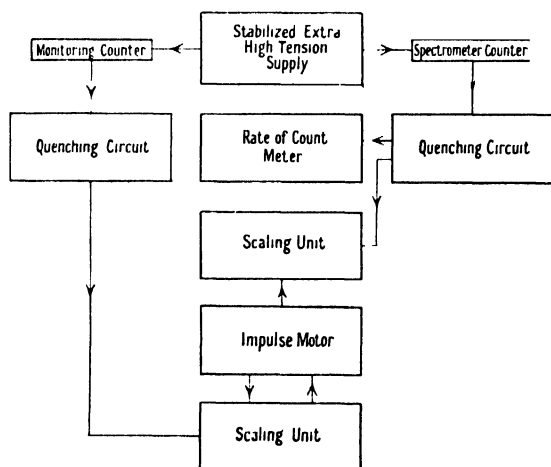 Stabilized Extra
High Tension
Supply
Monitoring Counter
Spectrometer Counter
Quenching Circuit
Rate of Count
Meter
Quenching Circuit
Scaling Unit
Impulse Motor
Scaling Unit